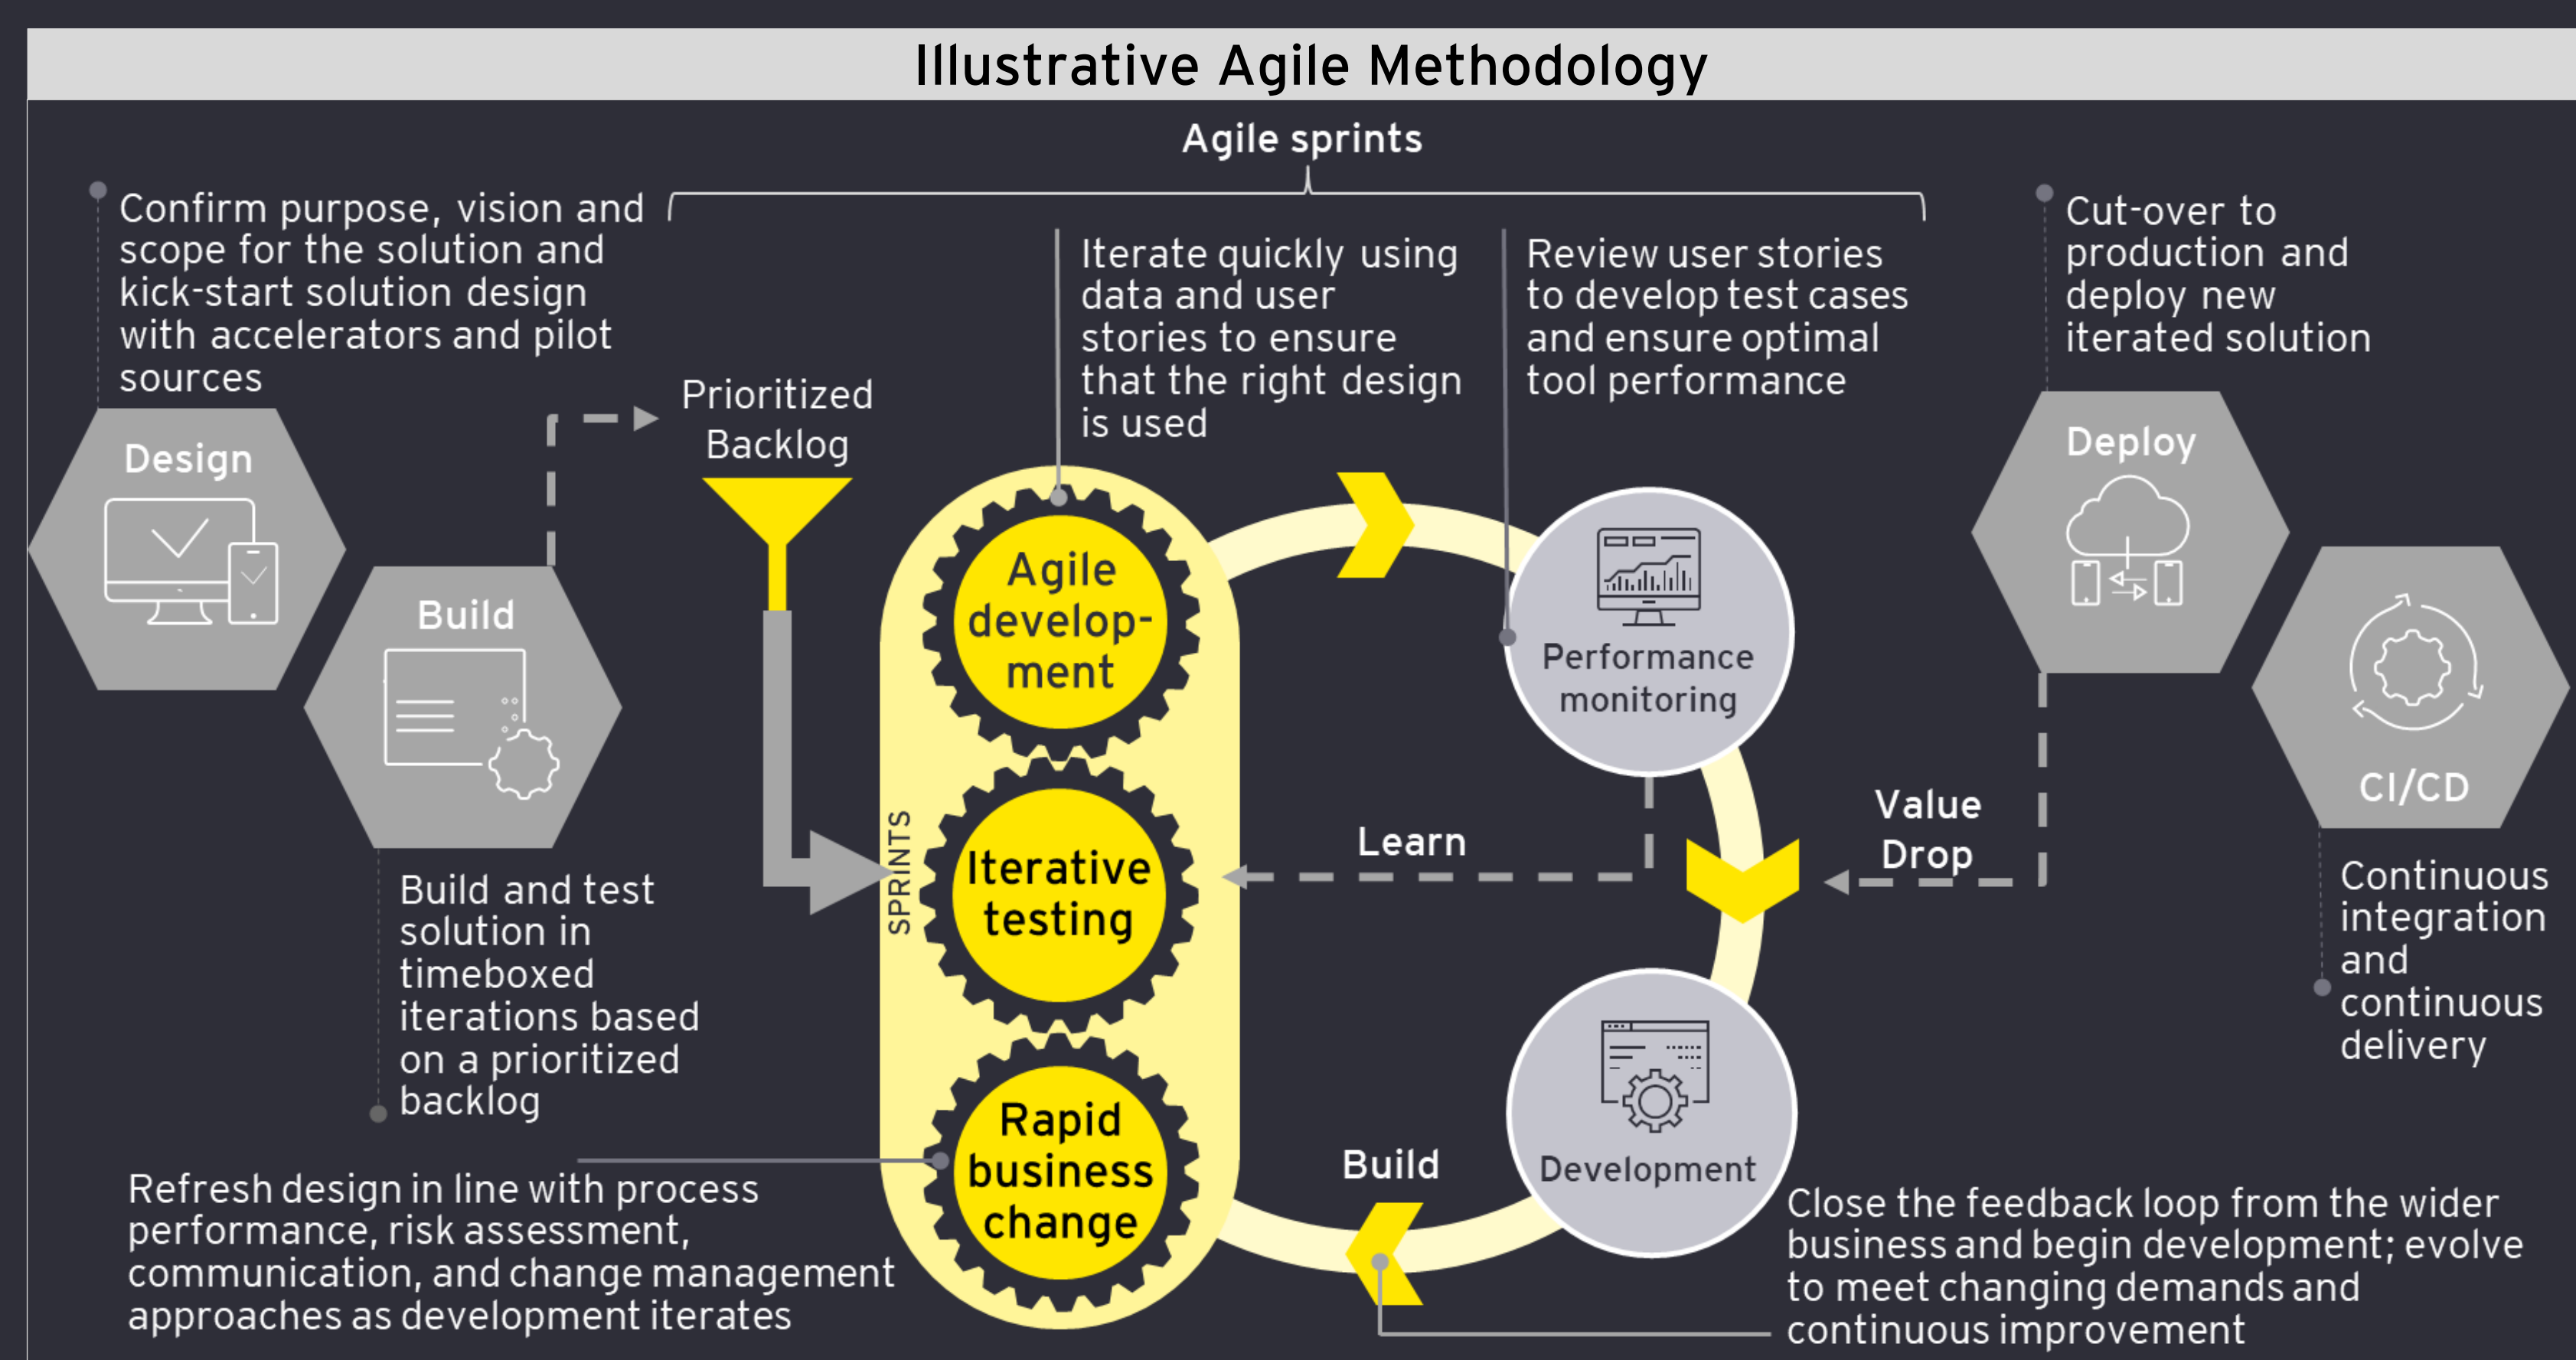 Illustrative Agile Methodology
Agile sprints
Confirm purpose, vision and
scope for the solution and
kick-start solution design
with accelerators and pilot
sources
Design
Build
Build and test
solution in
timeboxed
iterations based
on a prioritized
backlog
Prioritized
Backlog
Iterate quickly using
data and user
stories to ensure
that the right design
is used
Review user stories
to develop test cases
and ensure optimal
tool performance
SPRINTS
Agile
develop-
ment
Iterative
testing
Rapid
business
change
Refresh design in line with process
performance, risk assessment,
communication, and change management
approaches as development iterates
Performance
monitoring
Learn
Development
Build
Close the feedback loop from the wider
business and begin development; evolve
to meet changing demands and
continuous improvement
Value
Drop
Cut-over to
production and
deploy new
iterated solution
Deploy
CI/CD
Continuous
integration
and
continuous
delivery